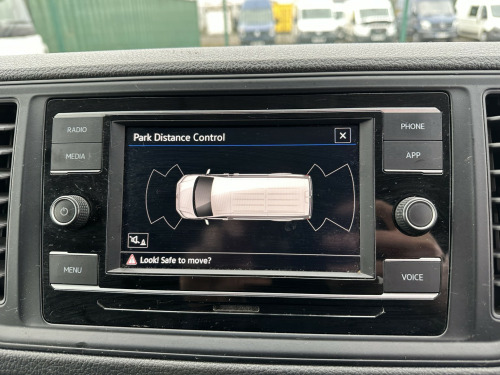 RADIO
MEDIA
MENU
Park Distance Control
Look! Safe to move?
PHONE
APP
VOICE